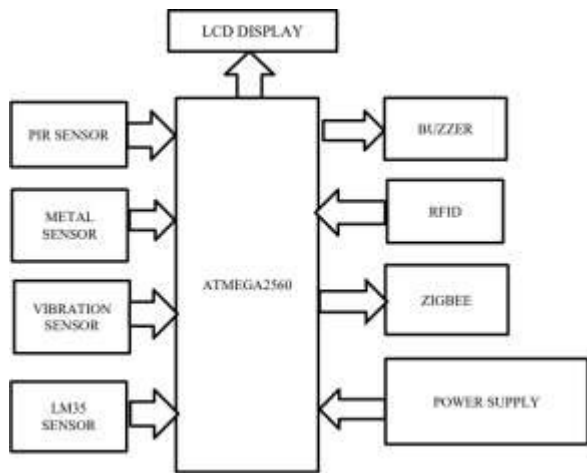 LCD DISPLAY
PIR SENSOR
BUZZER
METAL
SENSOR
RFID
ATMEGA2560
VIBRATION
SENSOR
ZIGBEE
LM35
SENSOR
POWER SUPPLY